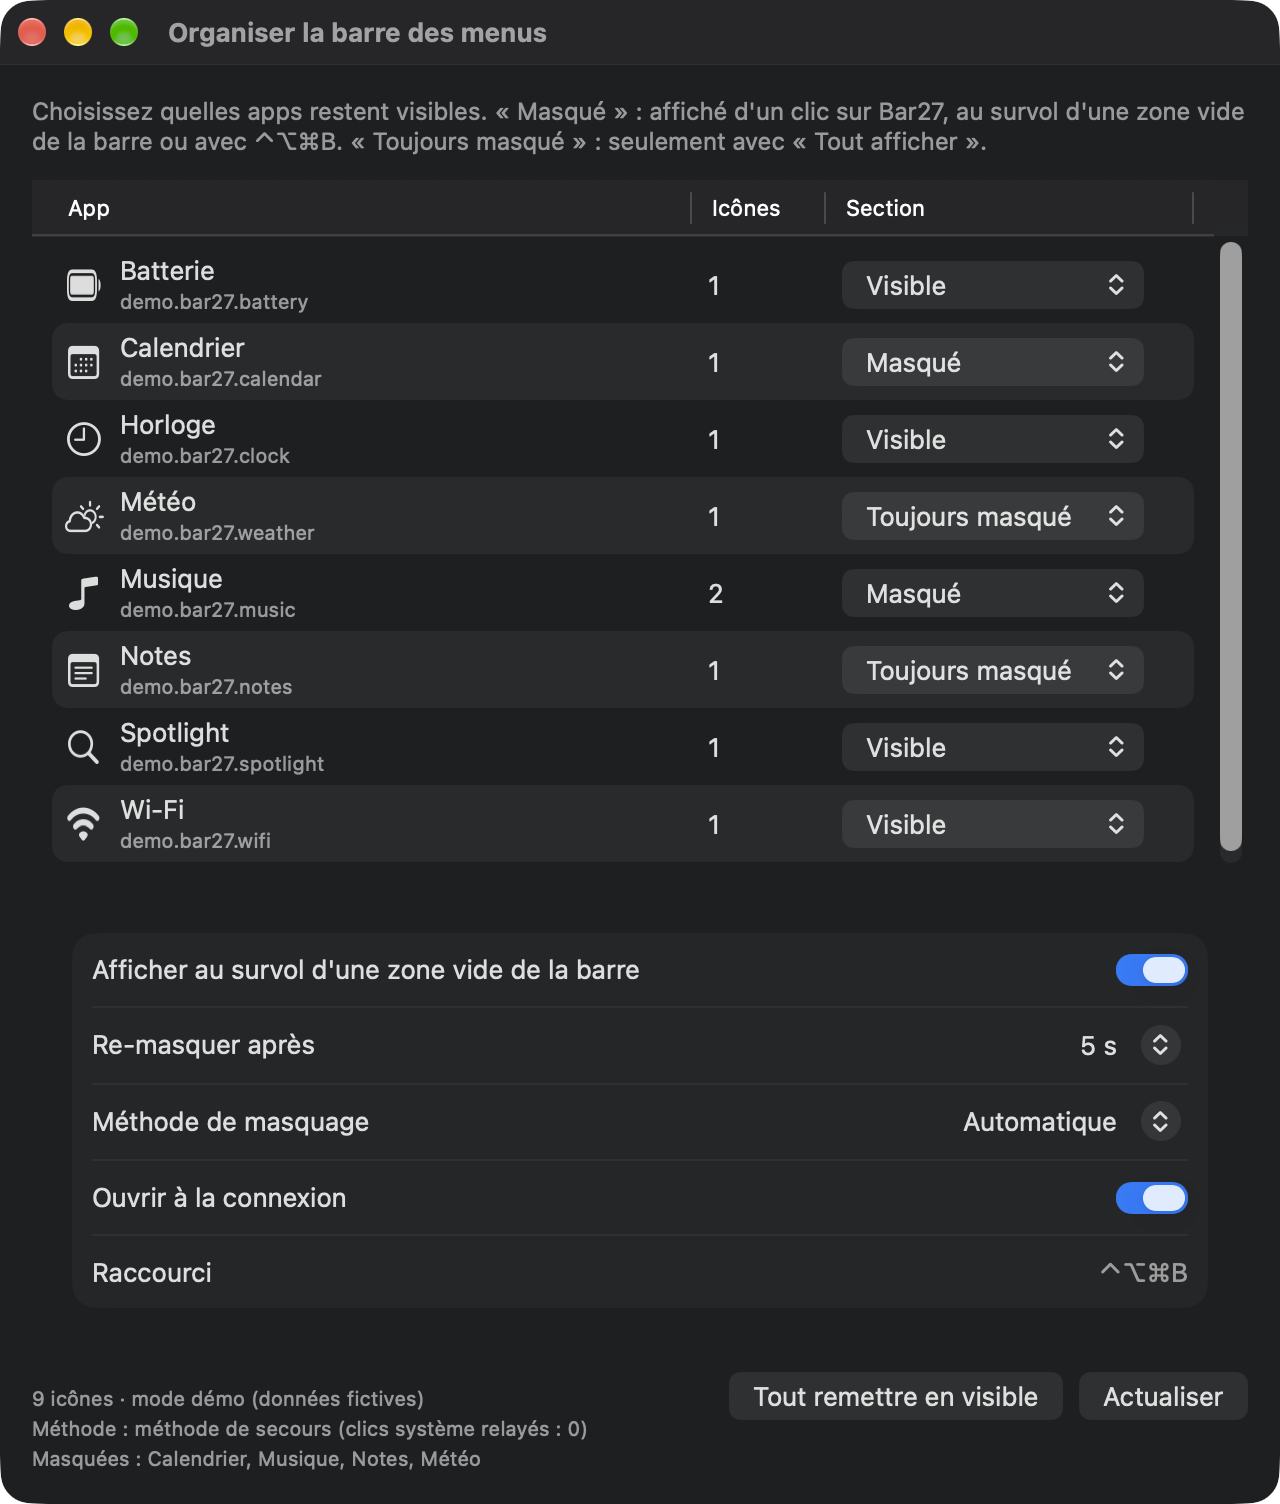 Organiser la barre des menus
Choisissez quelles apps restent visibles. « Masqué » : affiché d'un clic sur Bar27, au survol d'une zone vide
de la barre ou avec ^⌥⌘B. « Toujours masqué » : seulement avec « Tout afficher ».
App Icônes Section
Batterie
demo.bar27.battery
1 Visible
Calendrier
demo.bar27.calendar
1 Masqué
Horloge
demo.bar27.clock
1 Visible
Météo
demo.bar27.weather
1 Toujours masqué
Musique
demo.bar27.music
2 Masqué
Notes
demo.bar27.notes
1 Toujours masqué
Spotlight
demo.bar27.spotlight
1 Visible
Wi-Fi
demo.bar27.wifi
1 Visible
Afficher au survol d'une zone vide de la barre
Re-masquer après 5 s
Méthode de masquage Automatique
Ouvrir à la connexion
Raccourci ^⌥⌘B
9 icônes · mode démo (données fictives)
Méthode : méthode de secours (clics système relayés : 0)
Masquées : Calendrier, Musique, Notes, Météo
Tout remettre en visible Actualiser